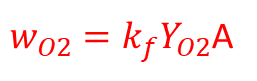 w_{O2} = k_f Y_{O2} A